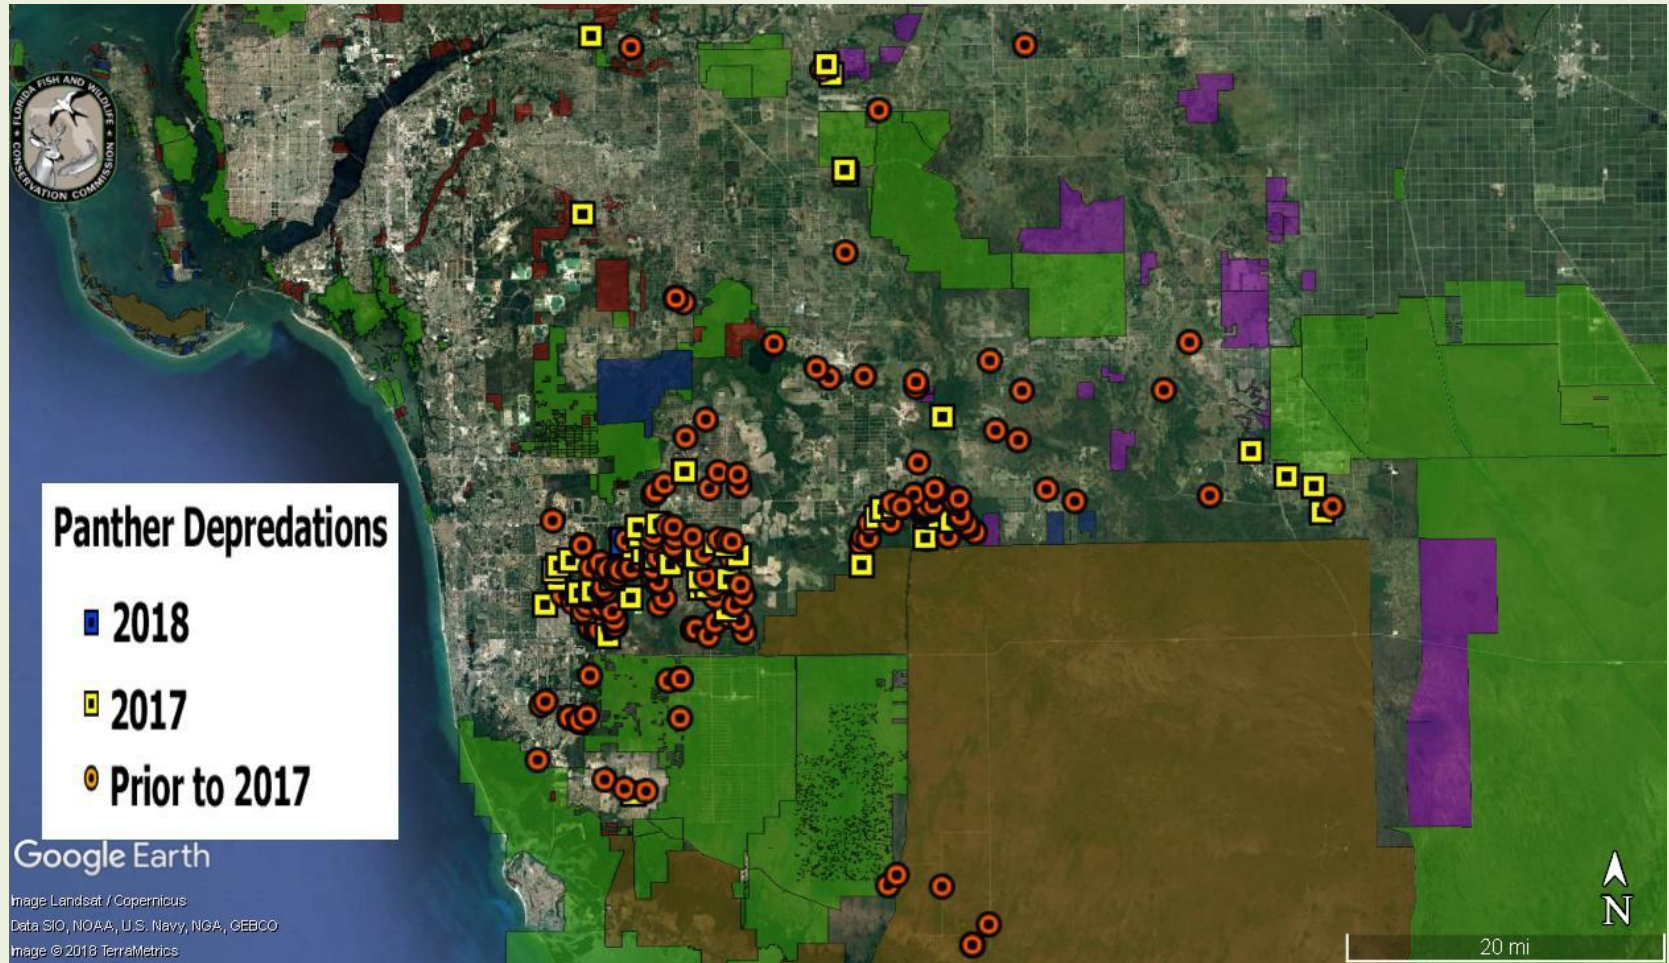 FLORIDA FISH AND WILDLIFE
CONSERVATION COMMISSION
Panther Depredations
2018
2017
Prior to 2017
Google Earth
Image Landsat / Copernicus
Data SIO, NOAA, U.S. Navy, NGA, GEBCO
Image © 2018 TerraMetrics
N
20 mi